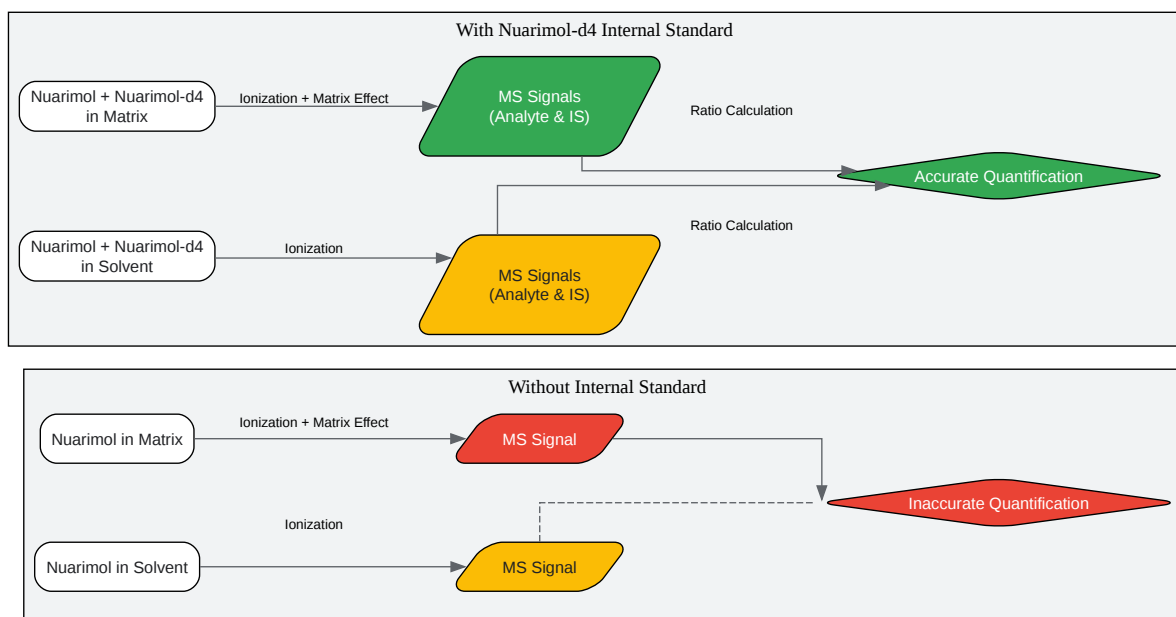 With Nuarimol-d4 Internal Standard
Nuarimol + Nuarimol-d4
in Matrix
Ionization + Matrix Effect
MS Signals
(Analyte & IS)
Ratio Calculation
Accurate Quantification
Nuarimol + Nuarimol-d4
in Solvent
Ionization
MS Signals
(Analyte & IS)
Ratio Calculation
Without Internal Standard
Nuarimol in Matrix
Ionization + Matrix Effect
MS Signal
Inaccurate Quantification
Nuarimol in Solvent
Ionization
MS Signal